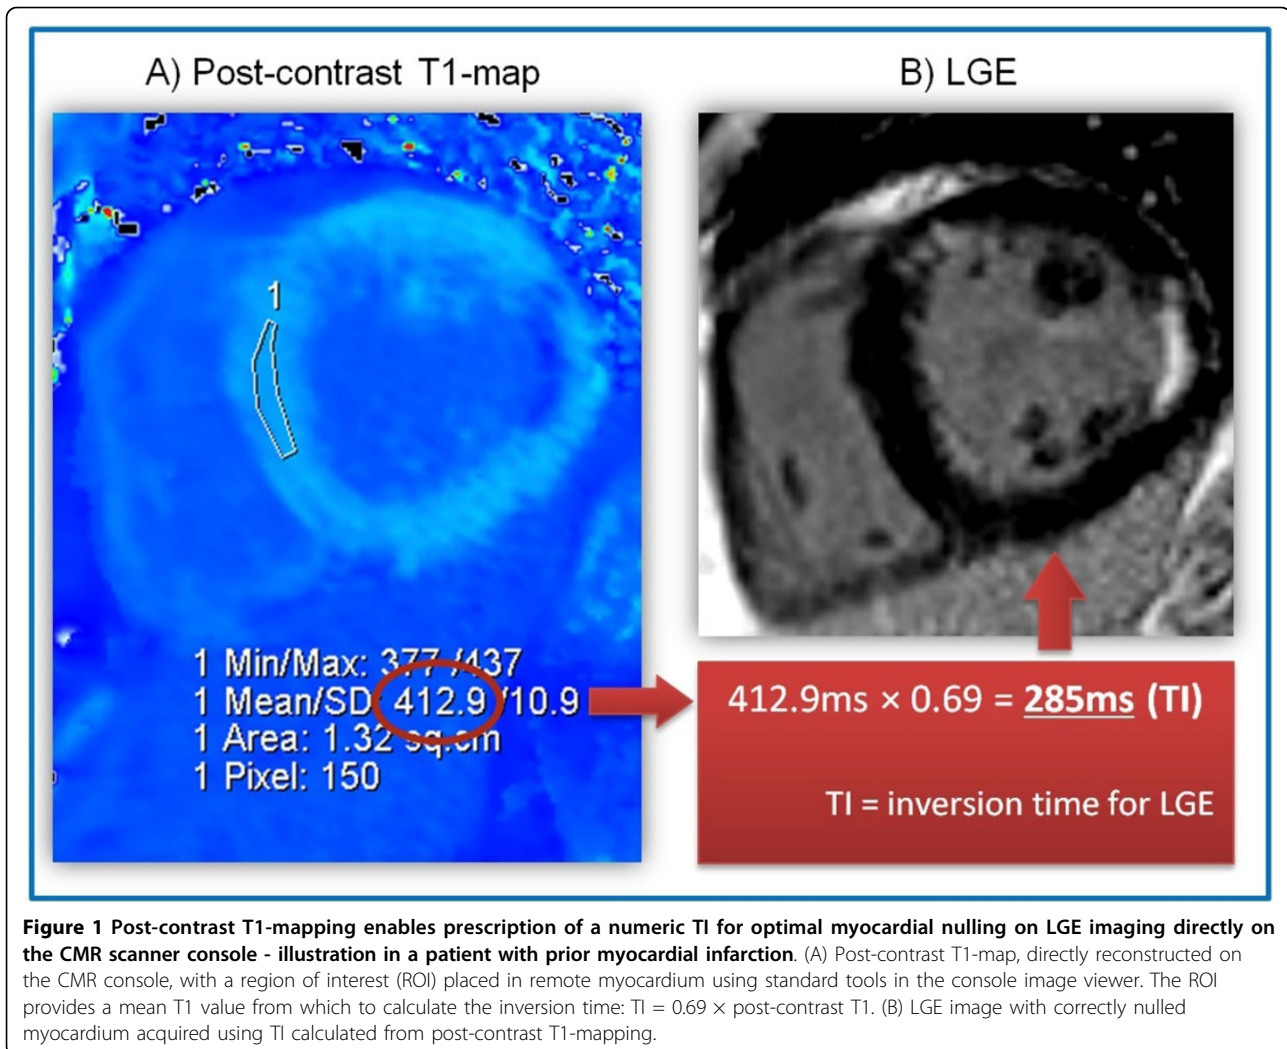 A) Post-contrast T1-map
B) LGE
1
1 Min/Max: 377 /437
1 Mean/SD 412.9 /10.9
1 Area: 1.32 sq.cm
1 Pixel: 150
412.9ms × 0.69 = 285ms (TI)
TI = inversion time for LGE
Figure 1 Post-contrast T1-mapping enables prescription of a numeric TI for optimal myocardial nulling on LGE imaging directly on
the CMR scanner console - illustration in a patient with prior myocardial infarction. (A) Post-contrast T1-map, directly reconstructed on
the CMR console, with a region of interest (ROI) placed in remote myocardium using standard tools in the console image viewer. The ROI
provides a mean T1 value from which to calculate the inversion time: TI = 0.69 × post-contrast T1. (B) LGE image with correctly nulled
myocardium acquired using TI calculated from post-contrast T1-mapping.